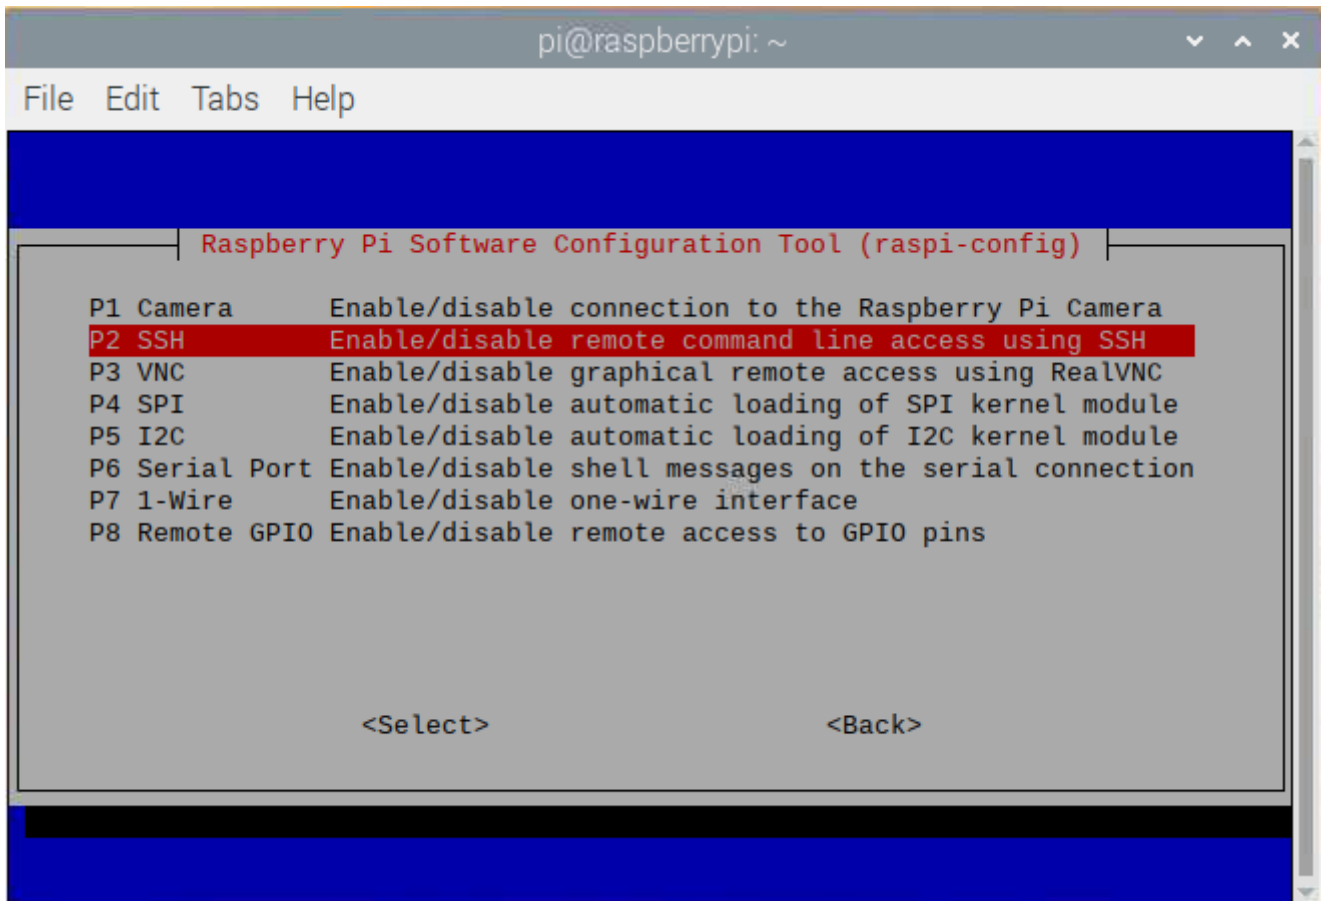 pi@raspberrypi: ~
File Edit Tabs Help
Raspberry Pi Software Configuration Tool (raspi-config)
P1 Camera Enable/disable connection to the Raspberry Pi Camera
P2 SSH Enable/disable remote command line access using SSH
P3 VNC Enable/disable graphical remote access using RealVNC
P4 SPI Enable/disable automatic loading of SPI kernel module
P5 I2C Enable/disable automatic loading of I2C kernel module
P6 Serial Port Enable/disable shell messages on the serial connection
P7 1-Wire Enable/disable one-wire interface
P8 Remote GPIO Enable/disable remote access to GPIO pins
<Select> <Back>